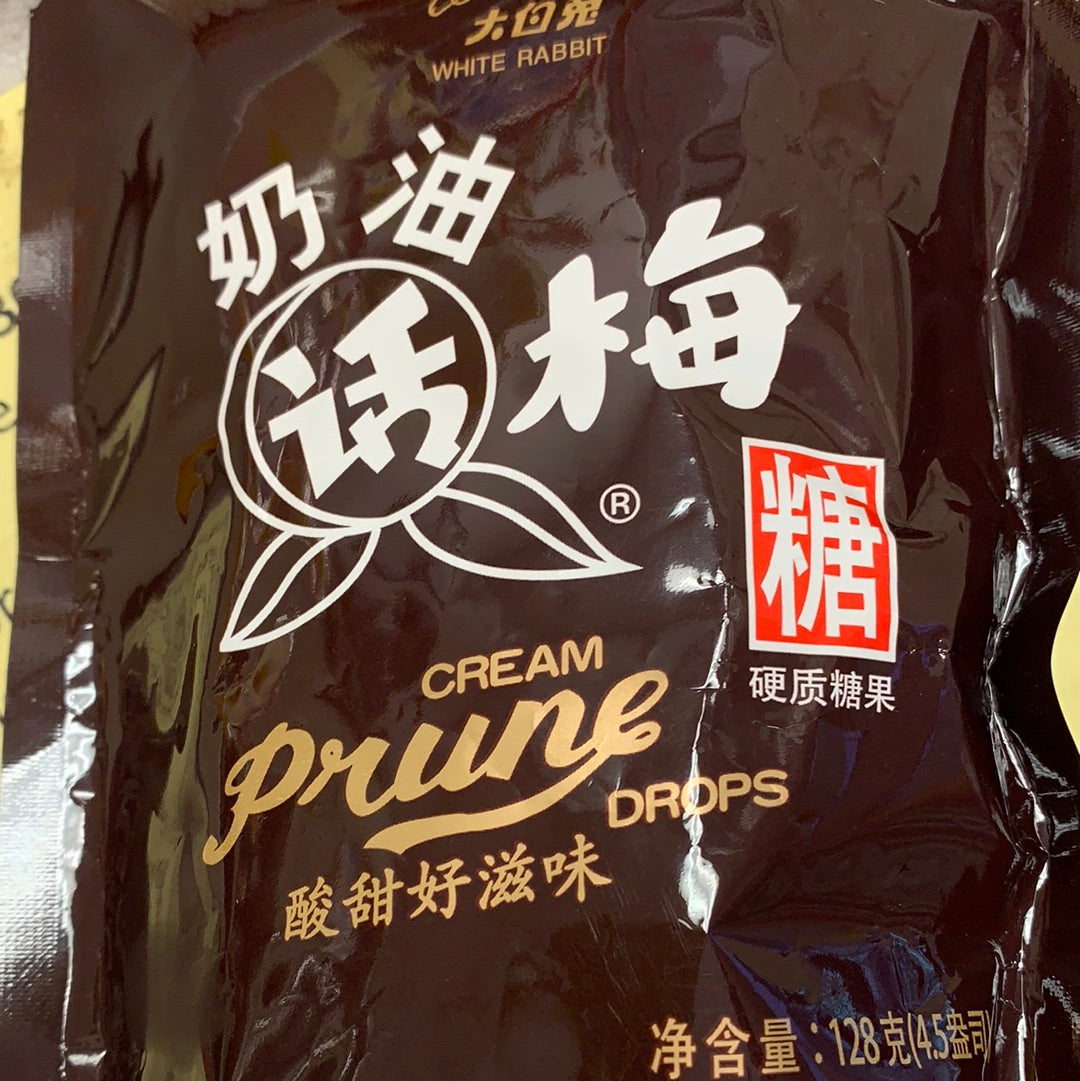 大白兔
WHITE RABBIT
奶油
话梅
®
糖
硬质糖果
CREAM
Prune
DROPS
酸甜好滋味
净含量:128克(4.5盎司)